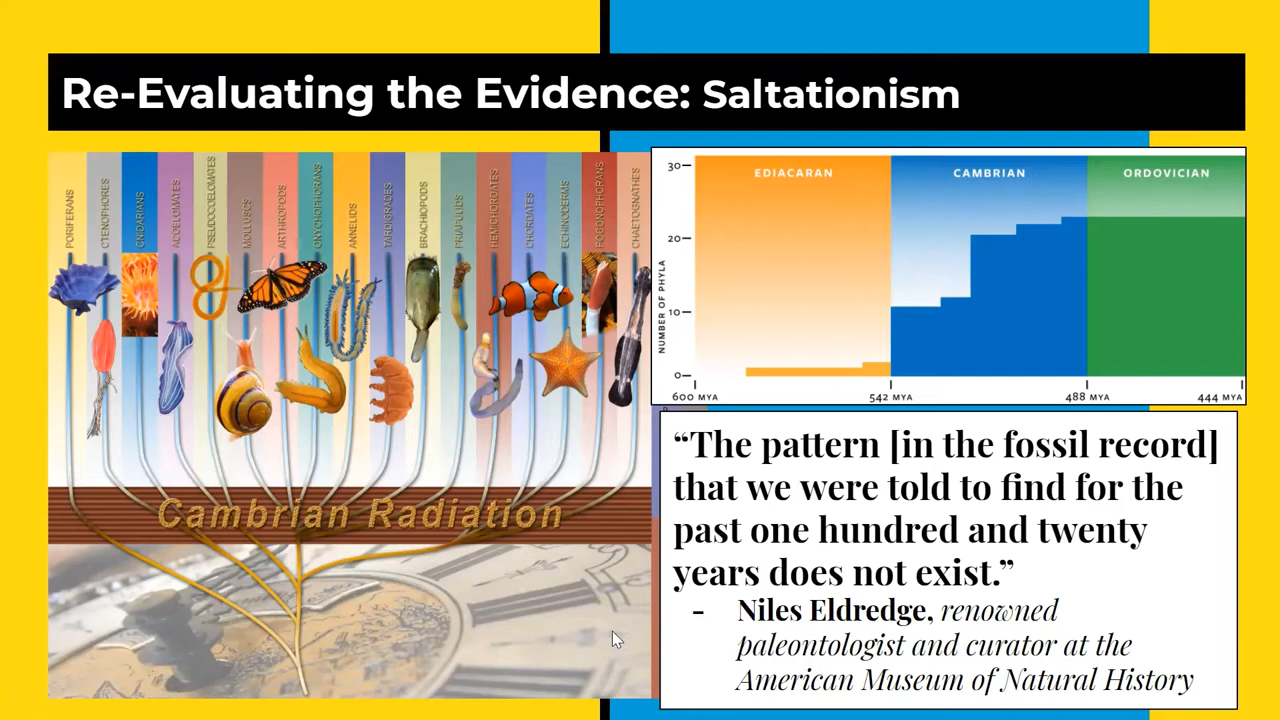 Re-Evaluating the Evidence: Saltationism
PORIFERANS
CTENOPHORES
CNIDARIANS
ACOELOMATES
PSEUDOCOELOMATES
MOLLUSCS
ARTHROPODS
ONYCHOPHORANS
ANNELIDS
TARDIGRADES
BRACHIOPODS
PRIAPULIDS
HEMICHORDATES
CHORDATES
ECHINODERMS
POGONOPHORANS
CHAETOGNATHES
Cambrian Radiation
EDIACARAN
CAMBRIAN
ORDOVICIAN
NUMBER OF PHYLA
30
20
10
0
600 MYA
542 MYA
488 MYA
444 MYA
“The pattern [in the fossil record]
that we were told to find for the
past one hundred and twenty
years does not exist.”
- Niles Eldredge, renowned
paleontologist and curator at the
American Museum of Natural History